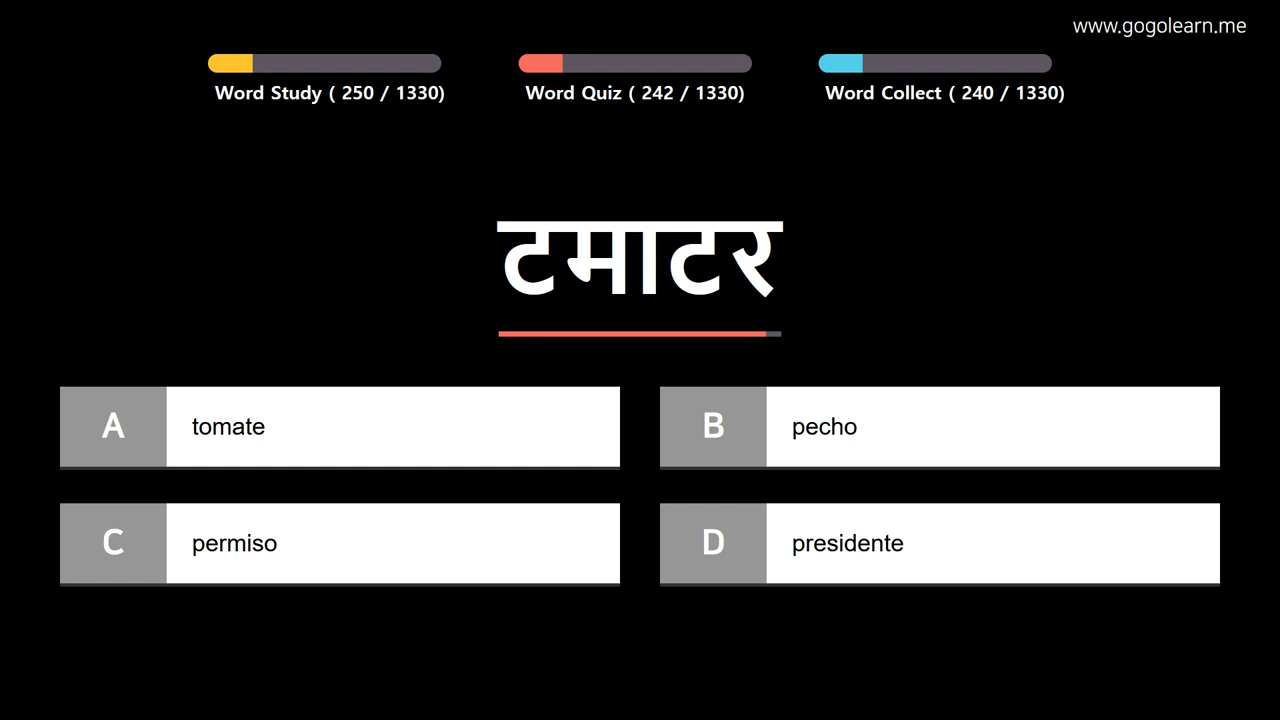 www.gogolearn.me
Word Study ( 250 / 1330)
Word Quiz ( 242 / 1330)
Word Collect ( 240 / 1330)
टमाटर
A tomate
B pecho
C permiso
D presidente